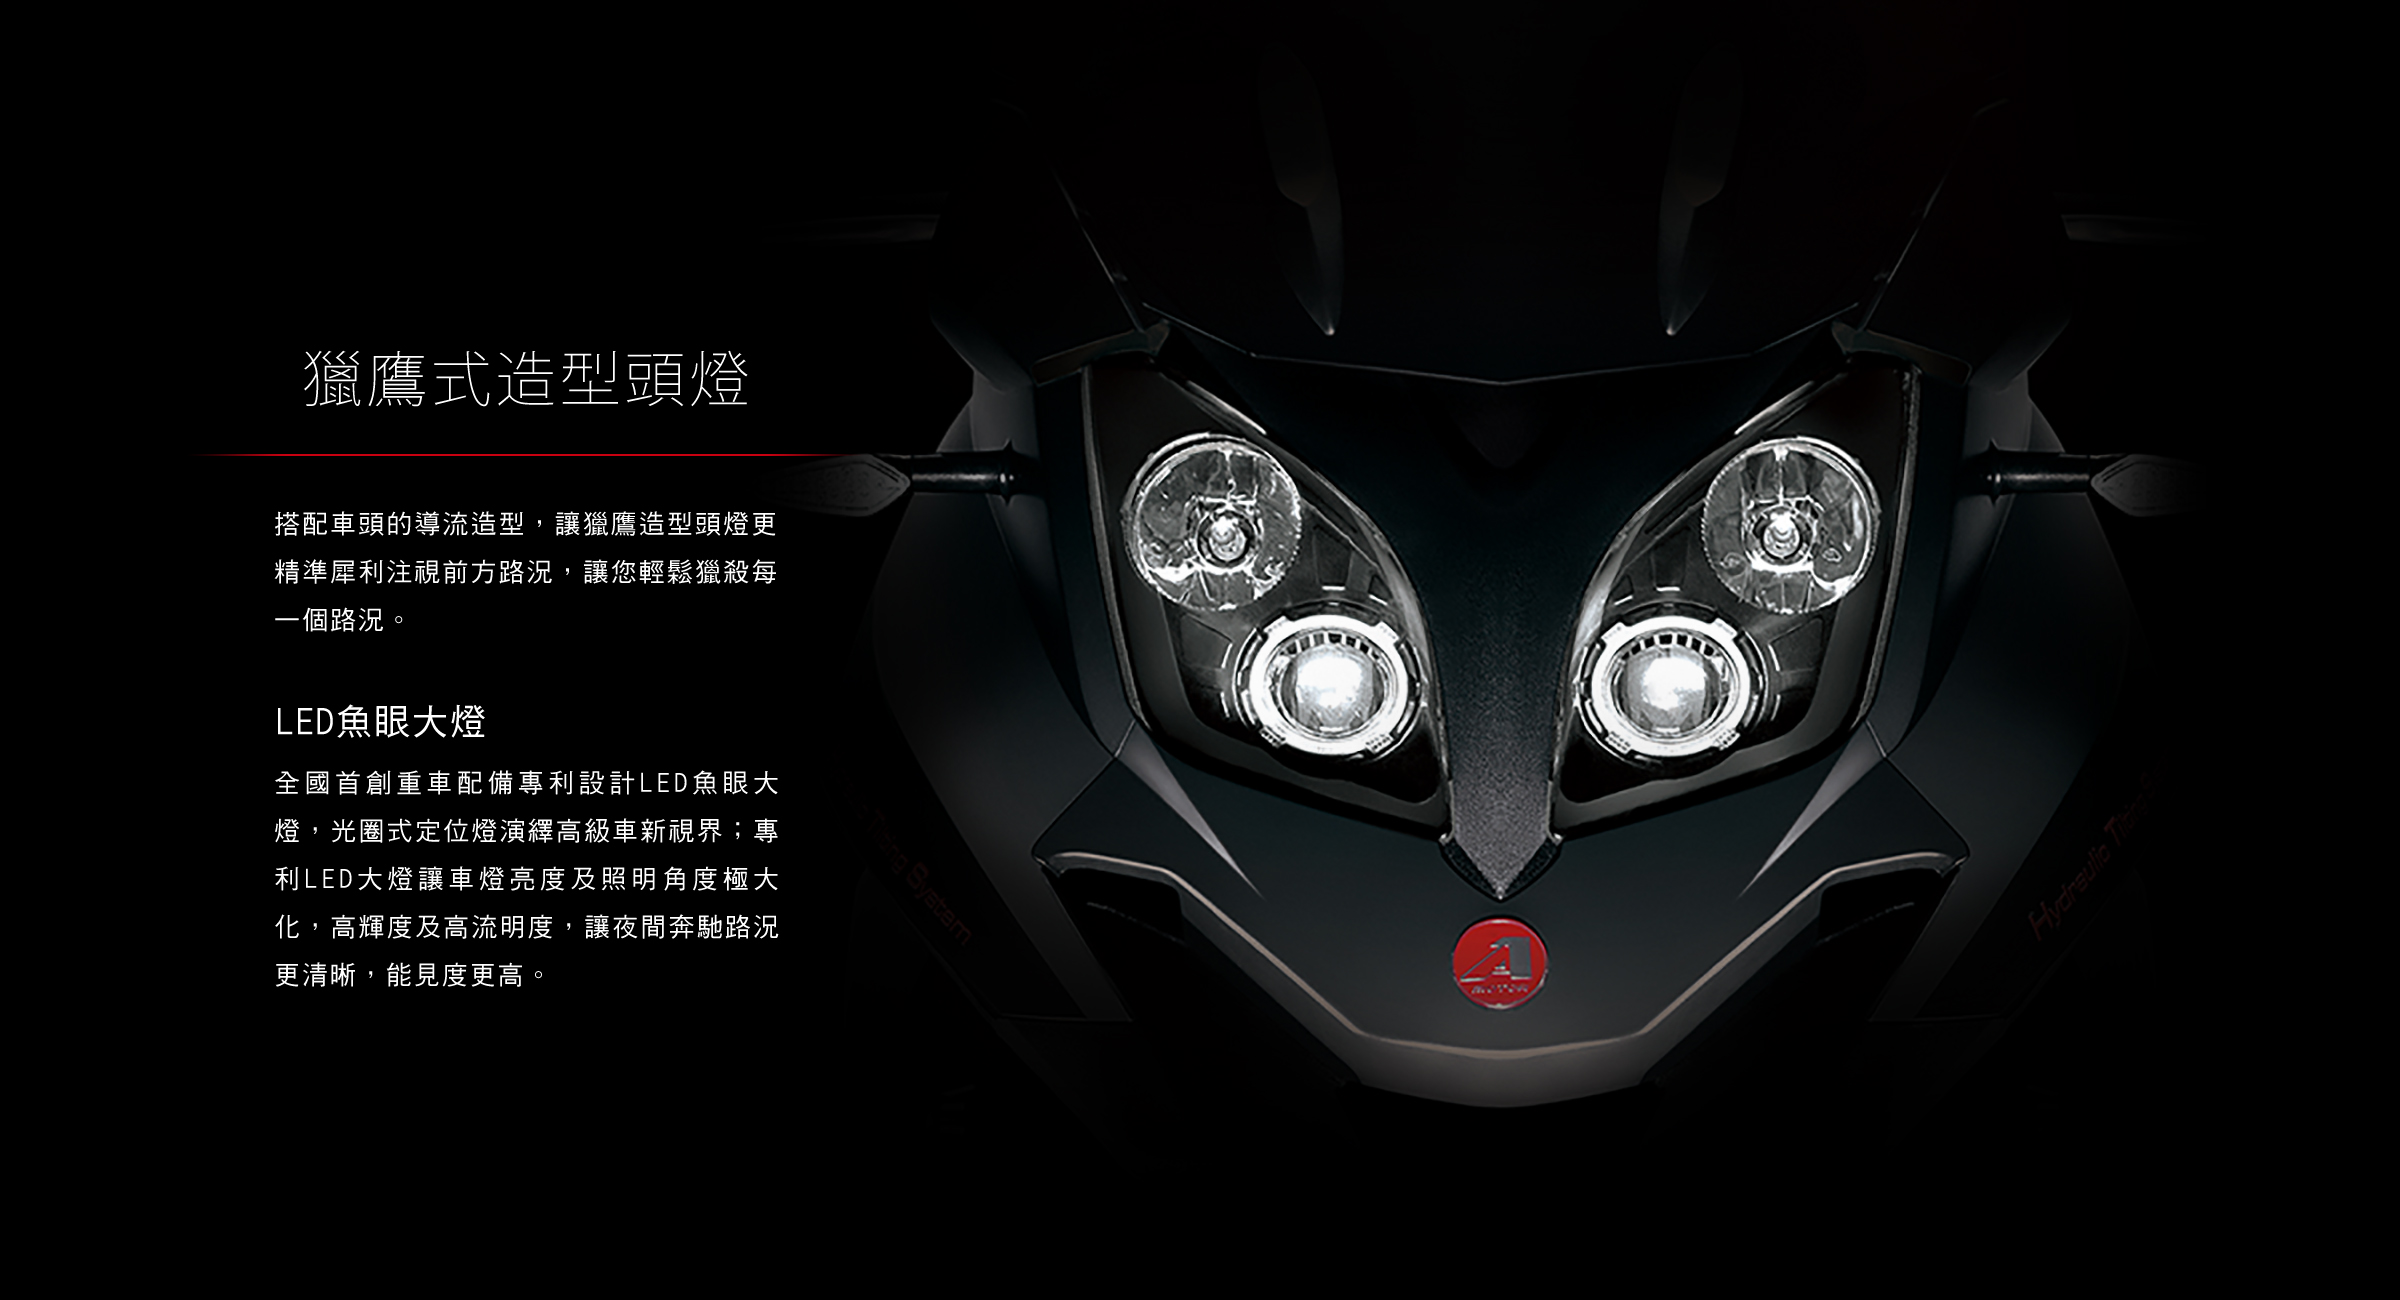 獵鷹式造型頭燈
搭配車頭的導流造型，讓獵鷹造型頭燈更
精準犀利注視前方路況，讓您輕鬆獵殺每
一個路況。
LED魚眼大燈
全國首創重車配備專利設計LED魚眼大
燈，光圈式定位燈演繹高級車新視界；專
利LED大燈讓車燈亮度及照明角度極大
化，高輝度及高流明度，讓夜間奔馳路況
更清晰，能見度更高。
System
Hydraulic